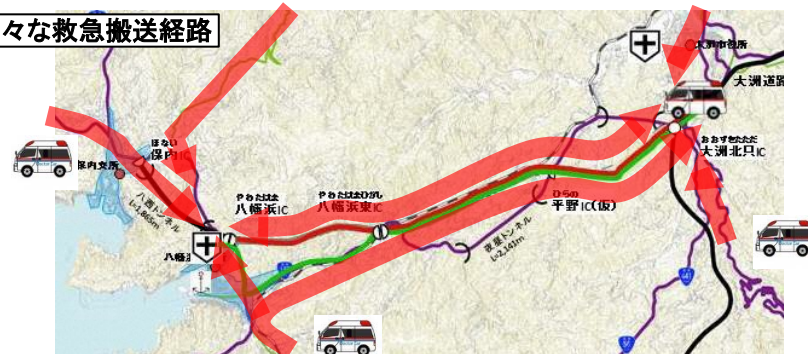 々な救急搬送経路
大洲市役所
大洲道路
ほない
保内IC
保内支所
おおずきたただ
大洲北只IC
やわたはま
八幡浜IC
やわたはまひがし
八幡浜東IC
ひらの
平野IC(仮)
八西トンネル
L=1,865m
夜昼トンネル
L=2,141m
八幡浜